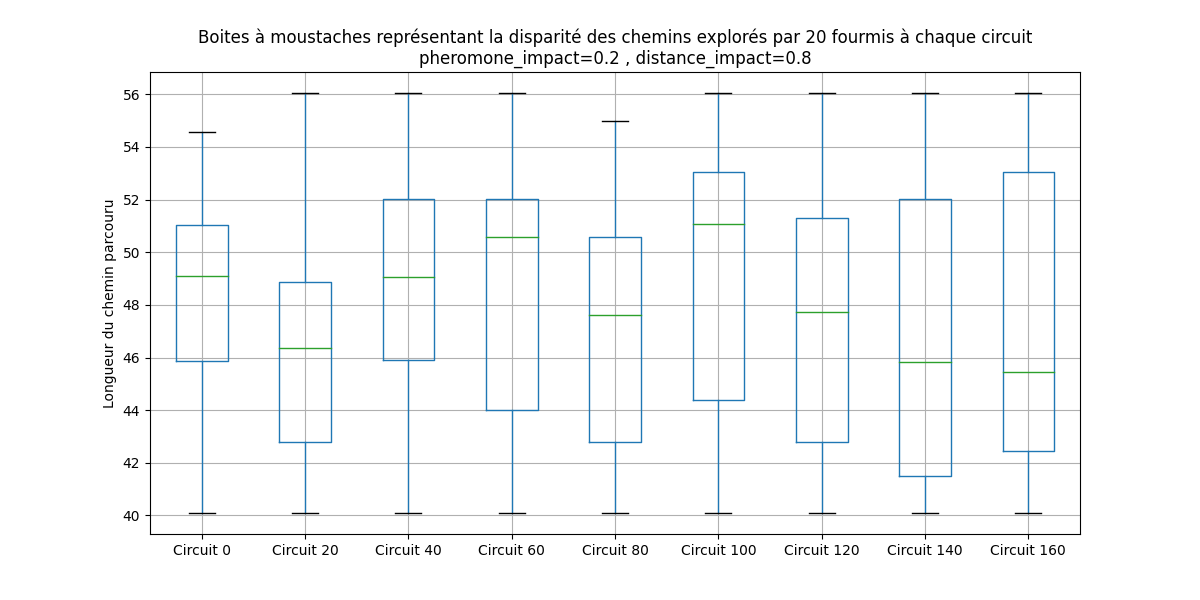 Boites à moustaches représentant la disparité des chemins explorés par 20 fourmis à chaque circuit
pheromone_impact=0.2 , distance_impact=0.8
Longueur du chemin parcouru
56
54
52
50
48
46
44
42
40
Circuit 0 Circuit 20 Circuit 40 Circuit 60 Circuit 80 Circuit 100 Circuit 120 Circuit 140 Circuit 160